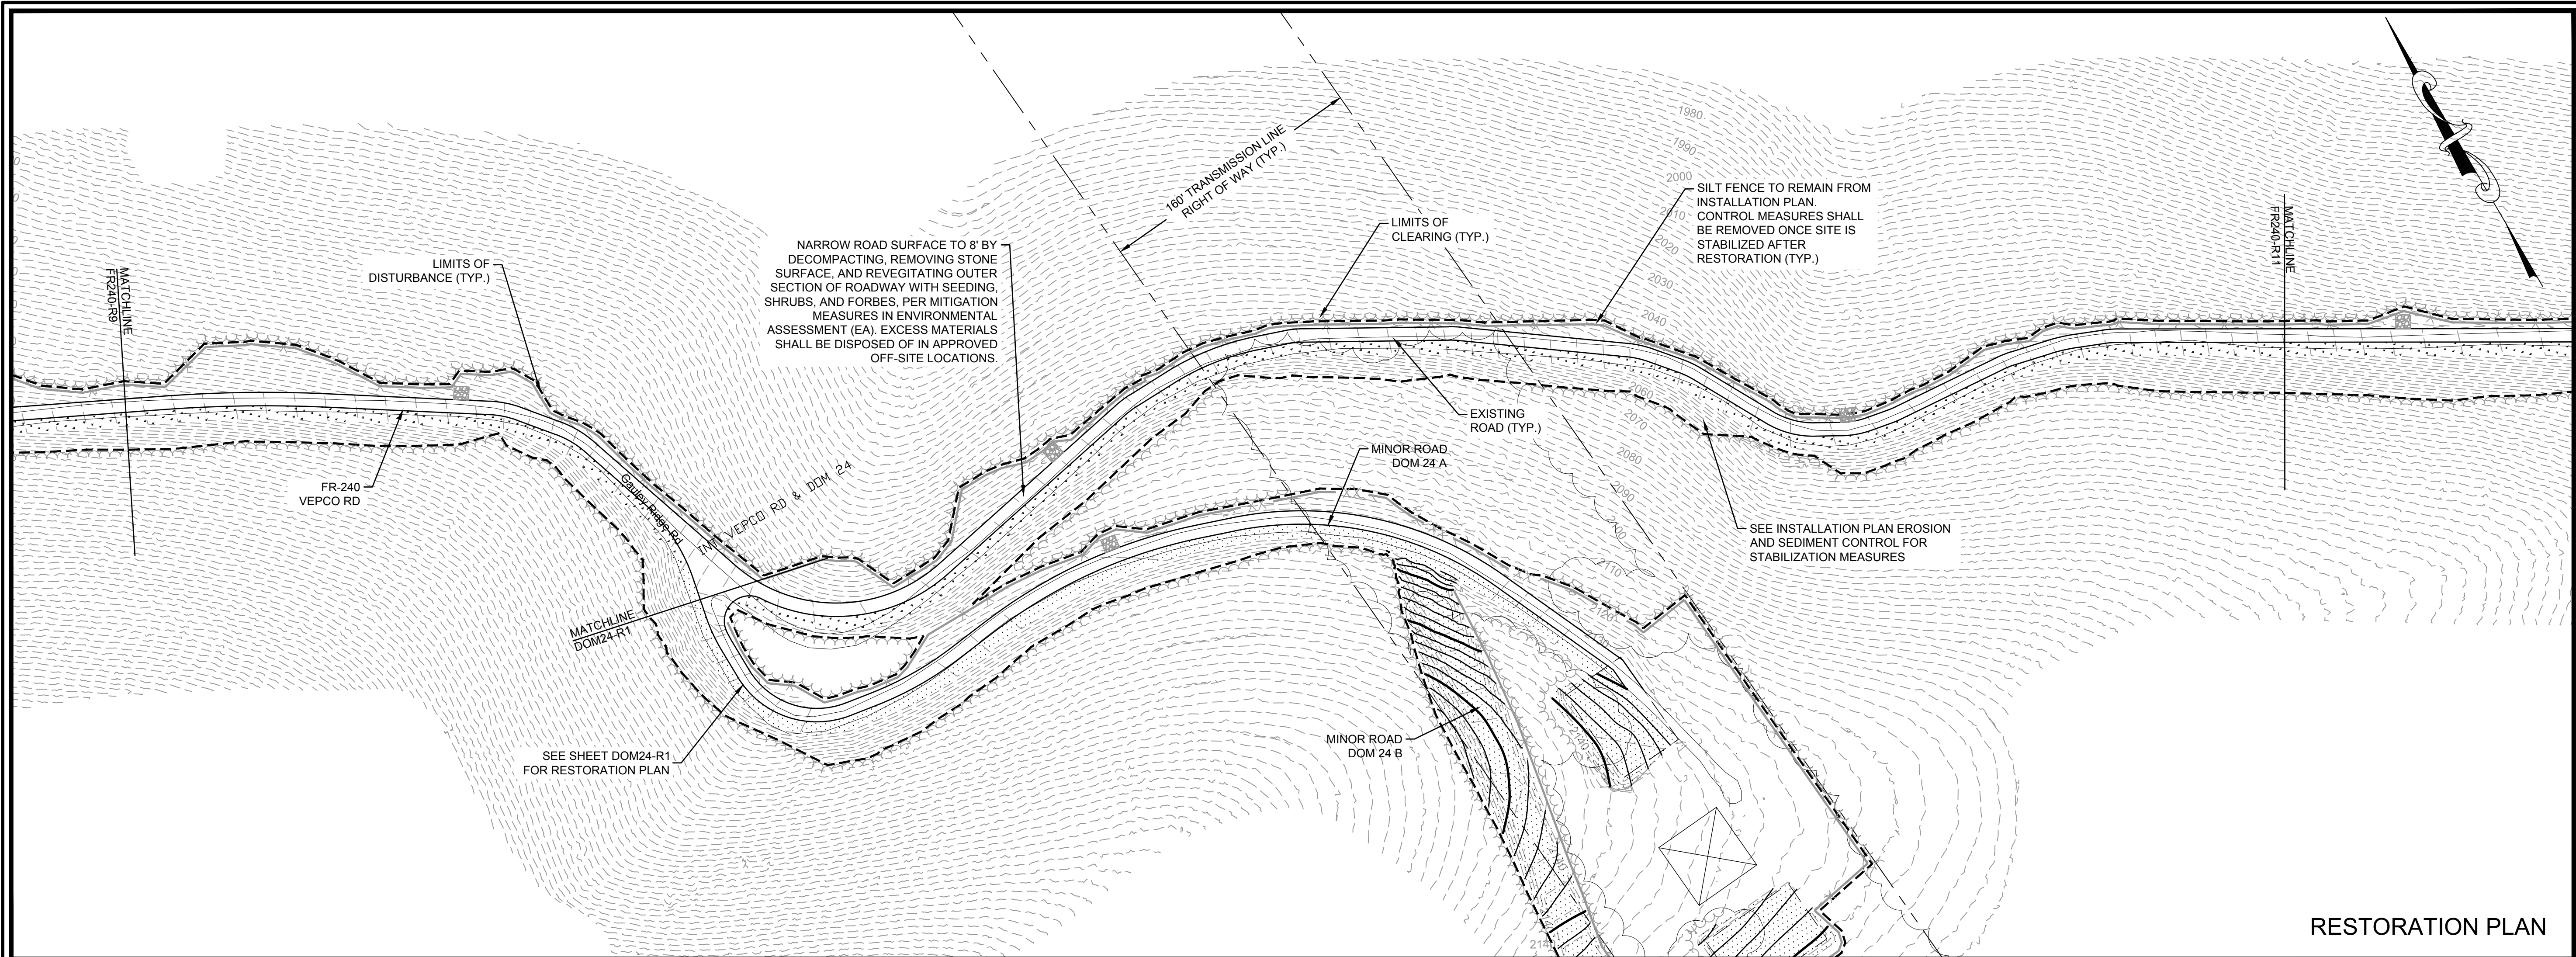 1980
1990
2000
2010
2020
2030
2040
2060
2070
2080
2090
2100
2110
2120
2130
160' TRANSMISSION LINE
RIGHT OF WAY (TYP.)
SILT FENCE TO REMAIN FROM
INSTALLATION PLAN.
CONTROL MEASURES SHALL
BE REMOVED ONCE SITE IS
STABILIZED AFTER
RESTORATION (TYP.)
LIMITS OF
CLEARING (TYP.)
NARROW ROAD SURFACE TO 8' BY
DECOMPACTING, REMOVING STONE
SURFACE, AND REVEGITATING OUTER
SECTION OF ROADWAY WITH SEEDING,
SHRUBS, AND FORBES, PER MITIGATION
MEASURES IN ENVIRONMENTAL
ASSESSMENT (EA). EXCESS MATERIALS
SHALL BE DISPOSED OF IN APPROVED
OFF-SITE LOCATIONS.
LIMITS OF
DISTURBANCE (TYP.)
MATCHLINE
FR240-R9
MATCHLINE
FR240-R11
EXISTING
ROAD (TYP.)
MINOR ROAD
DOM 24 A
FR-240
VEPCO RD
Gauley Ridge Rd
INT VEPCO RD & DOM 24
SEE INSTALLATION PLAN EROSION
AND SEDIMENT CONTROL FOR
STABILIZATION MEASURES
MATCHLINE
DOM24-R1
SEE SHEET DOM24-R1
FOR RESTORATION PLAN
MINOR ROAD
DOM 24 B
2140
RESTORATION PLAN